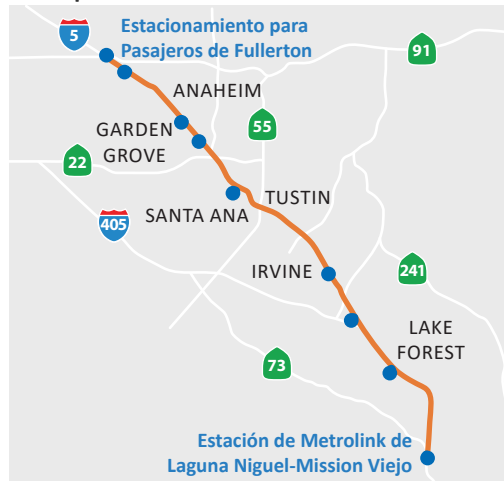 5
Estacionamiento para
Pasajeros de Fullerton
91
ANAHEIM
GARDEN
GROVE
55
22
SANTA ANA
TUSTIN
405
IRVINE
241
LAKE
FOREST
73
Estación de Metrolink de
Laguna Niguel-Mission Viejo